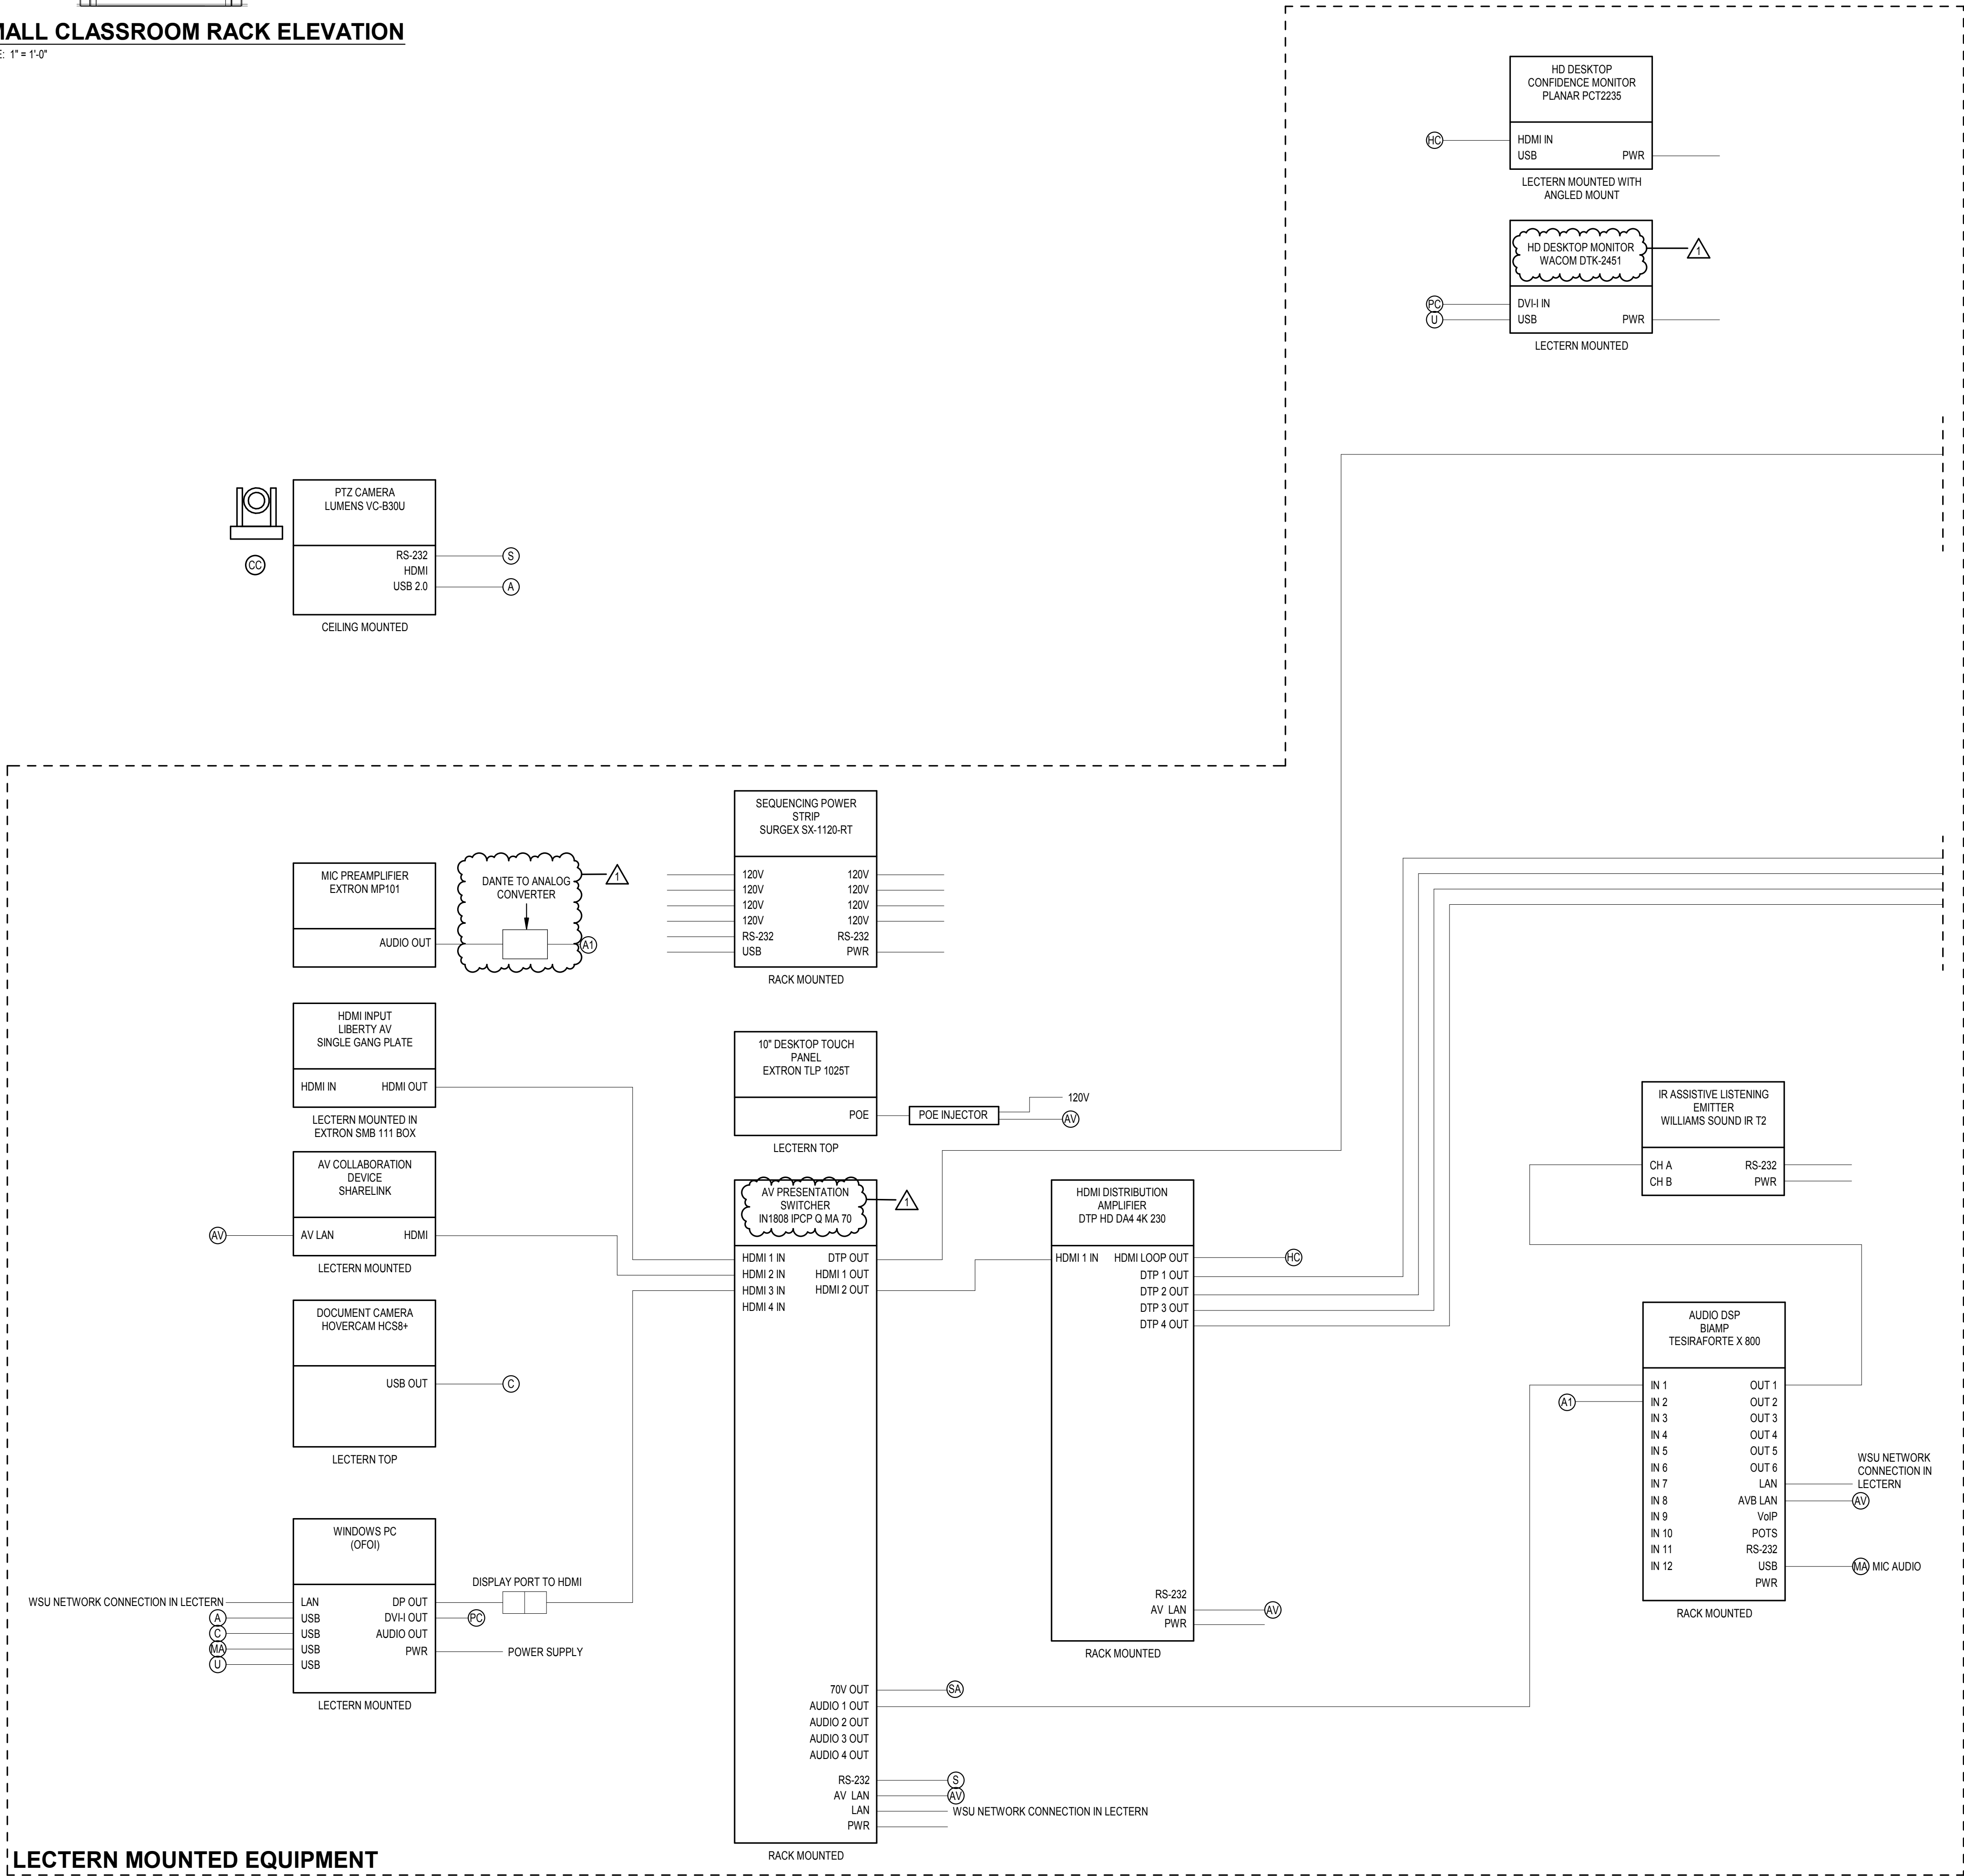 MALL CLASSROOM RACK ELEVATION
E: 1" = 1'-0"
HD DESKTOP
CONFIDENCE MONITOR
PLANAR PCT2235
HC
HDMI IN
USB PWR
LECTERN MOUNTED WITH
ANGLED MOUNT
HD DESKTOP MONITOR
WACOM DTK-2451
1
PC
DVI-I IN
U
USB PWR
LECTERN MOUNTED
PTZ CAMERA
LUMENS VC-B30U
CC
RS-232
S
HDMI
USB 2.0
A
CEILING MOUNTED
SEQUENCING POWER
STRIP
SURGEX SX-1120-RT
120V 120V
120V 120V
120V 120V
120V 120V
RS-232 RS-232
USB PWR
RACK MOUNTED
MIC PREAMPLIFIER
EXTRON MP101
AUDIO OUT
DANTE TO ANALOG
CONVERTER
1
A1
HDMI INPUT
LIBERTY AV
SINGLE GANG PLATE
HDMI IN HDMI OUT
LECTERN MOUNTED IN
EXTRON SMB 111 BOX
10" DESKTOP TOUCH
PANEL
EXTRON TLP 1025T
POE
POE INJECTOR
120V
AV
LECTERN TOP
AV COLLABORATION
DEVICE
SHARELINK
AV
AV LAN HDMI
LECTERN MOUNTED
DOCUMENT CAMERA
HOVERCAM HCS8+
USB OUT
C
LECTERN TOP
WINDOWS PC
(OFOI)
DISPLAY PORT TO HDMI
WSU NETWORK CONNECTION IN LECTERN
LAN DP OUT
A
USB DVI-I OUT
PC
C
USB AUDIO OUT
MA
USB PWR
POWER SUPPLY
U
USB
LECTERN MOUNTED
AV PRESENTATION
SWITCHER
IN1808 IPCP Q MA 70
1
HDMI 1 IN DTP OUT
HDMI 2 IN HDMI 1 OUT
HDMI 3 IN HDMI 2 OUT
HDMI 4 IN
70V OUT
SA
AUDIO 1 OUT
AUDIO 2 OUT
AUDIO 3 OUT
AUDIO 4 OUT
RS-232
S
AV LAN
AV
LAN
WSU NETWORK CONNECTION IN LECTERN
PWR
RACK MOUNTED
HDMI DISTRIBUTION
AMPLIFIER
DTP HD DA4 4K 230
HDMI 1 IN HDMI LOOP OUT
HC
DTP 1 OUT
DTP 2 OUT
DTP 3 OUT
DTP 4 OUT
RS-232
AV LAN
AV
PWR
RACK MOUNTED
IR ASSISTIVE LISTENING
EMITTER
WILLIAMS SOUND IR T2
CH A RS-232
CH B PWR
AUDIO DSP
BIAMP
TESIRAFORTE X 800
IN 1 OUT 1
A1
IN 2 OUT 2
IN 3 OUT 3
IN 4 OUT 4
IN 5 OUT 5
IN 6 OUT 6
IN 7 LAN
WSU NETWORK
CONNECTION IN
LECTERN
IN 8 AVB LAN
AV
IN 9 VoIP
IN 10 POTS
IN 11 RS-232
IN 12 USB
MA MIC AUDIO
PWR
RACK MOUNTED
LECTERN MOUNTED EQUIPMENT